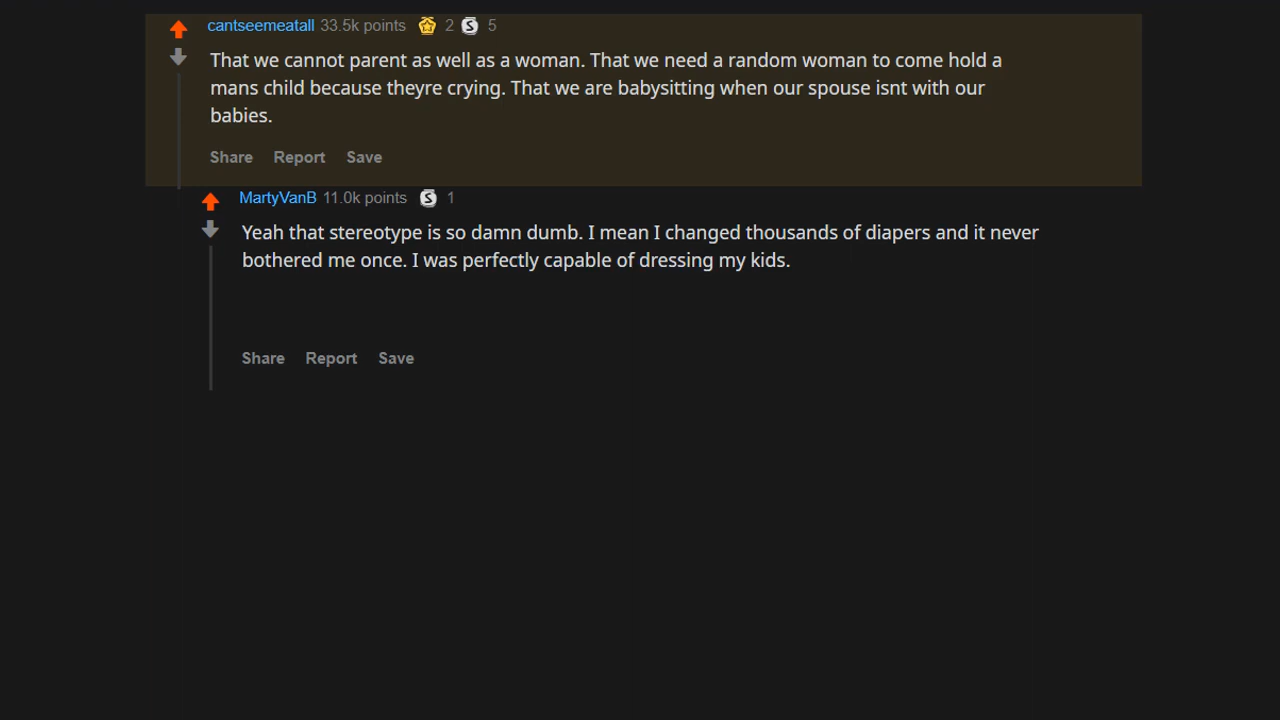 cantseemeatall 33.5k points 2 5
That we cannot parent as well as a woman. That we need a random woman to come hold a
mans child because theyre crying. That we are babysitting when our spouse isnt with our
babies.
Share Report Save
MartyVanB 11.0k points 1
Yeah that stereotype is so damn dumb. I mean I changed thousands of diapers and it never
bothered me once. I was perfectly capable of dressing my kids.
Share Report Save